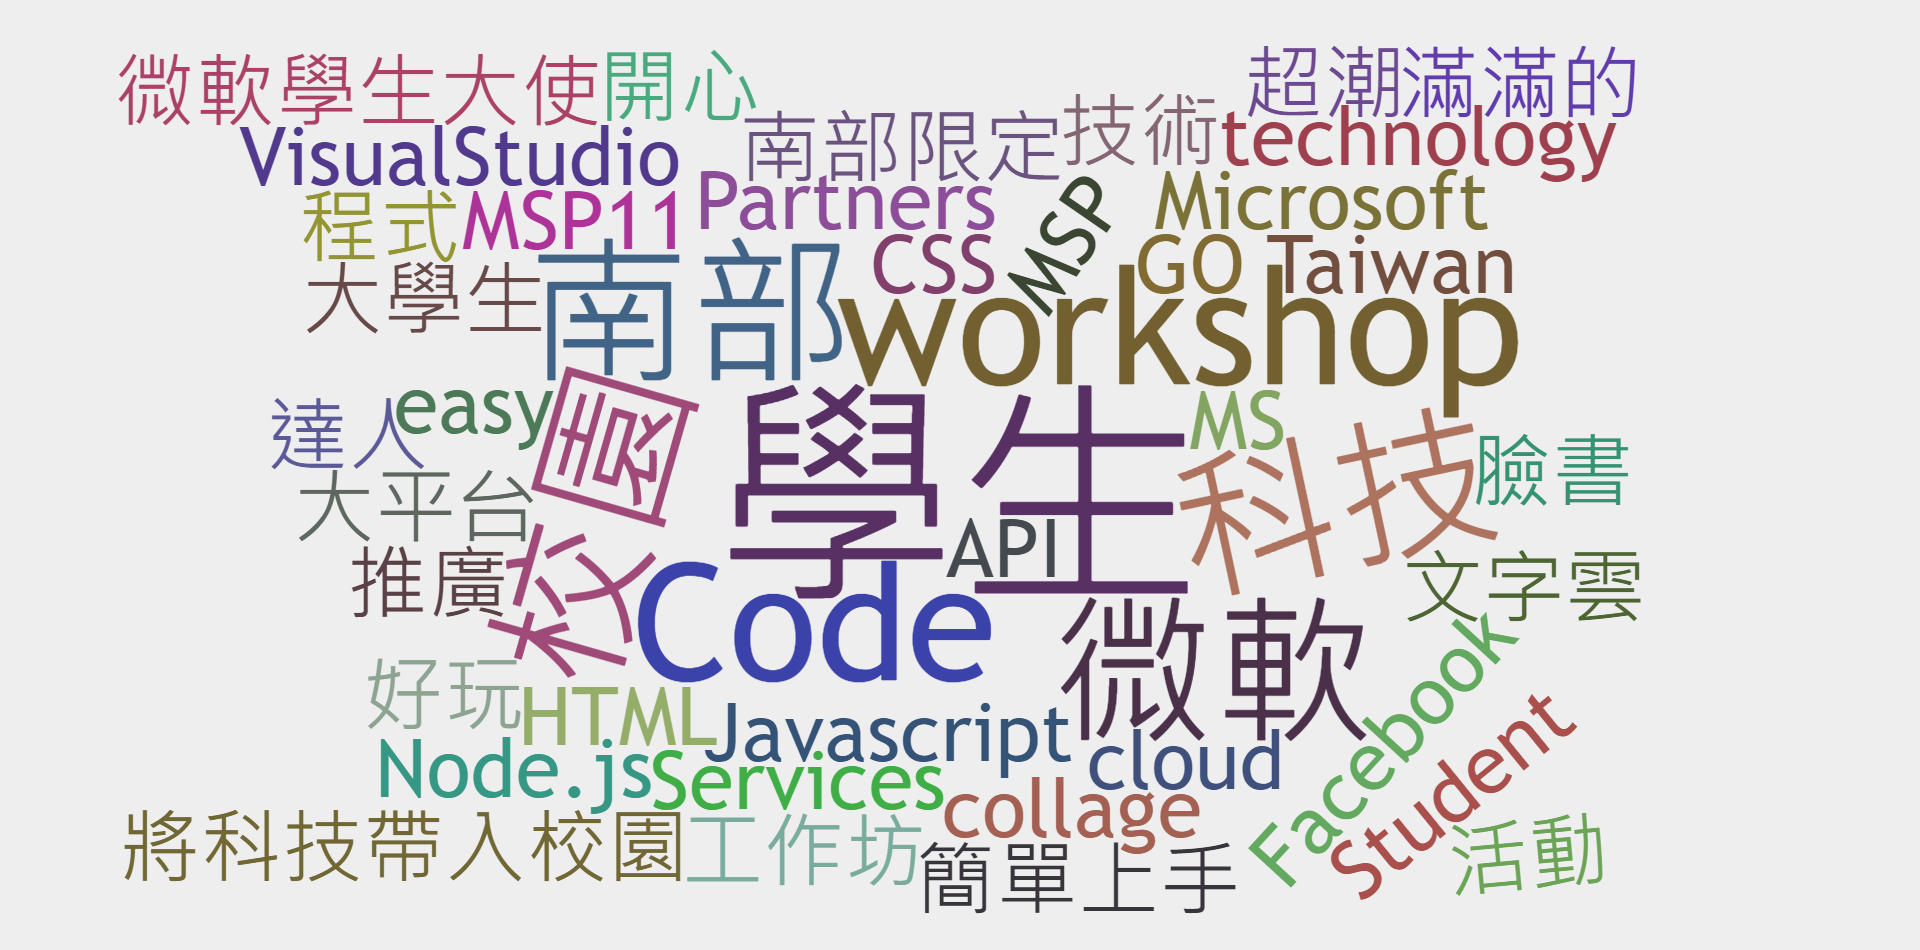 微軟學生大使
開心
超潮
滿滿的
VisualStudio
南部限定
技術
technology
程式
MSP11
Partners
MSP
Microsoft
大學生
南部
CSS
workshop
GO
Taiwan
達人
easy
校園
學生
MS
科技
臉書
大平台
API
推廣
Code
微軟
文字雲
好玩
HTML
Javascript
cloud
Facebook
Student
Node.js
Services
collage
將科技帶入校園
工作坊
簡單上手
活動